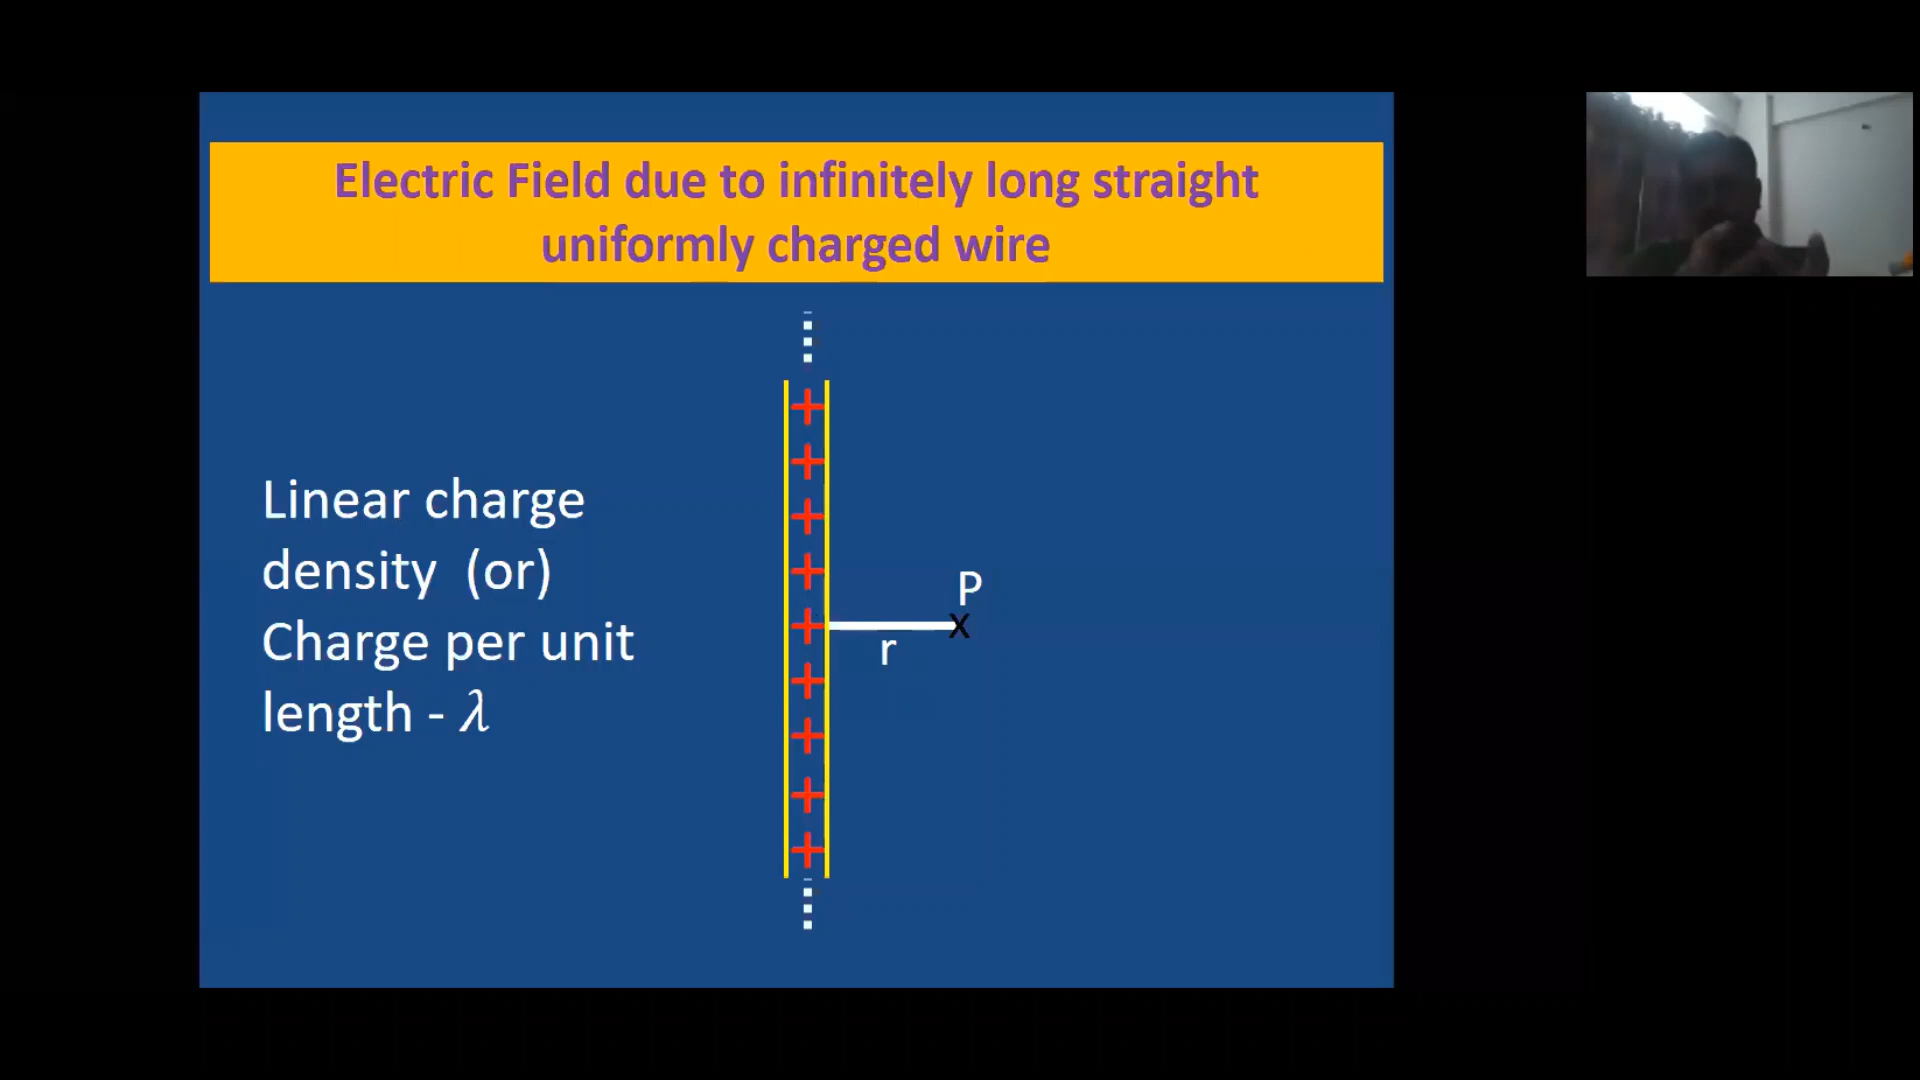 Electric Field due to infinitely long straight
uniformly charged wire
Linear charge
density (or)
Charge per unit
length - λ
+
+
+
+
+
+
+
+
+
P
x
r